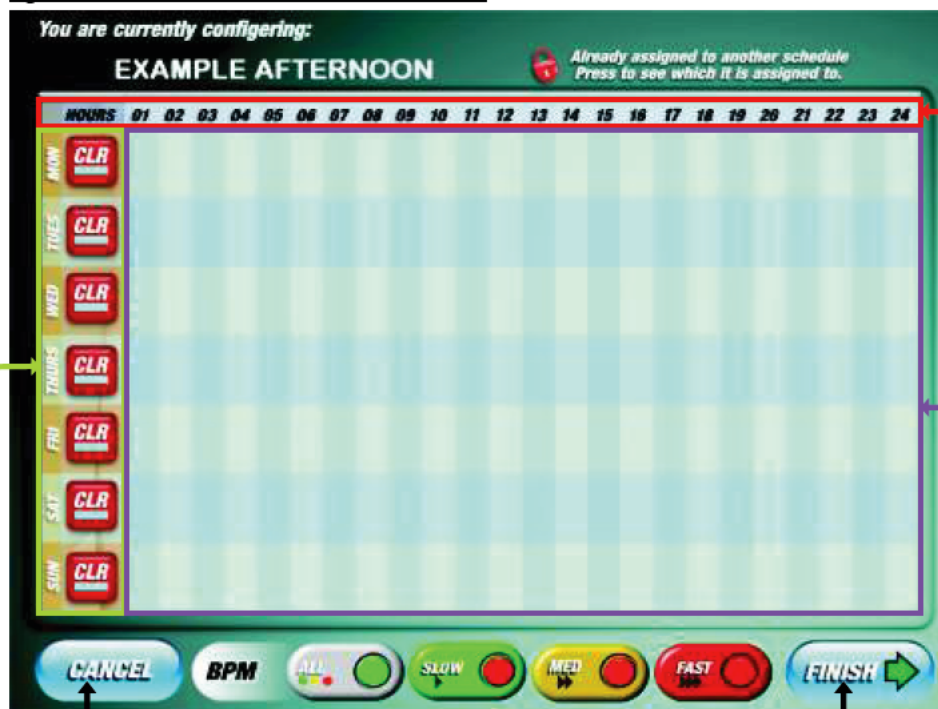 You are currently configering:
EXAMPLE AFTERNOON
Already assigned to another schedule
Press to see which it is assigned to.
HOURS 01 02 03 04 05 06 07 08 09 10 11 12 13 14 15 16 17 18 19 20 21 22 23 24
MON CLR
TUES CLR
WED CLR
THURS CLR
FRI CLR
SAT CLR
SUN CLR
CANCEL BPM ALL SLOW MED FAST FINISH